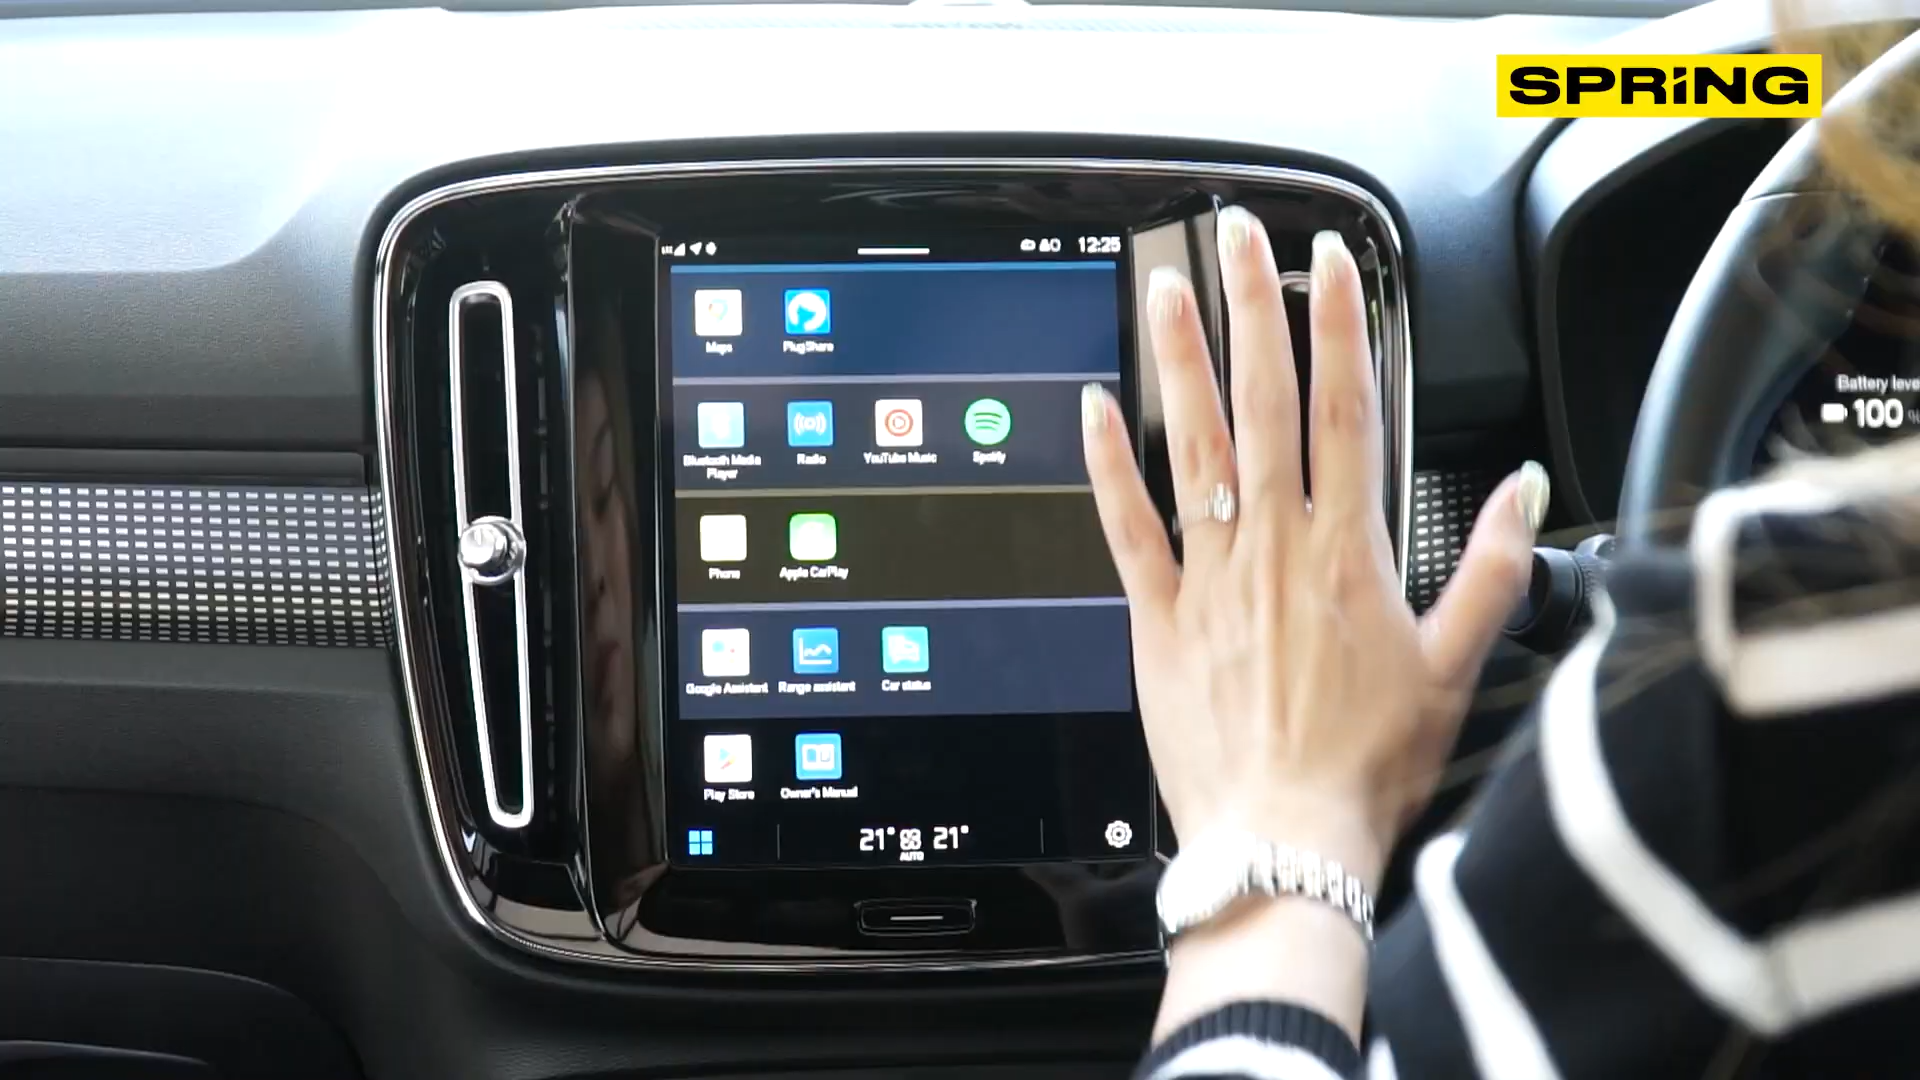 SPRiNG
12:25
Maps
PlugShare
Battery leve
100 %
Bluetooth Media
Player
Radio
YouTube Music
Spotify
Phone
Apple CarPlay
Google Assistant
Range assistant
Car status
Play Store
Owner's Manual
21° 21°
AUTO